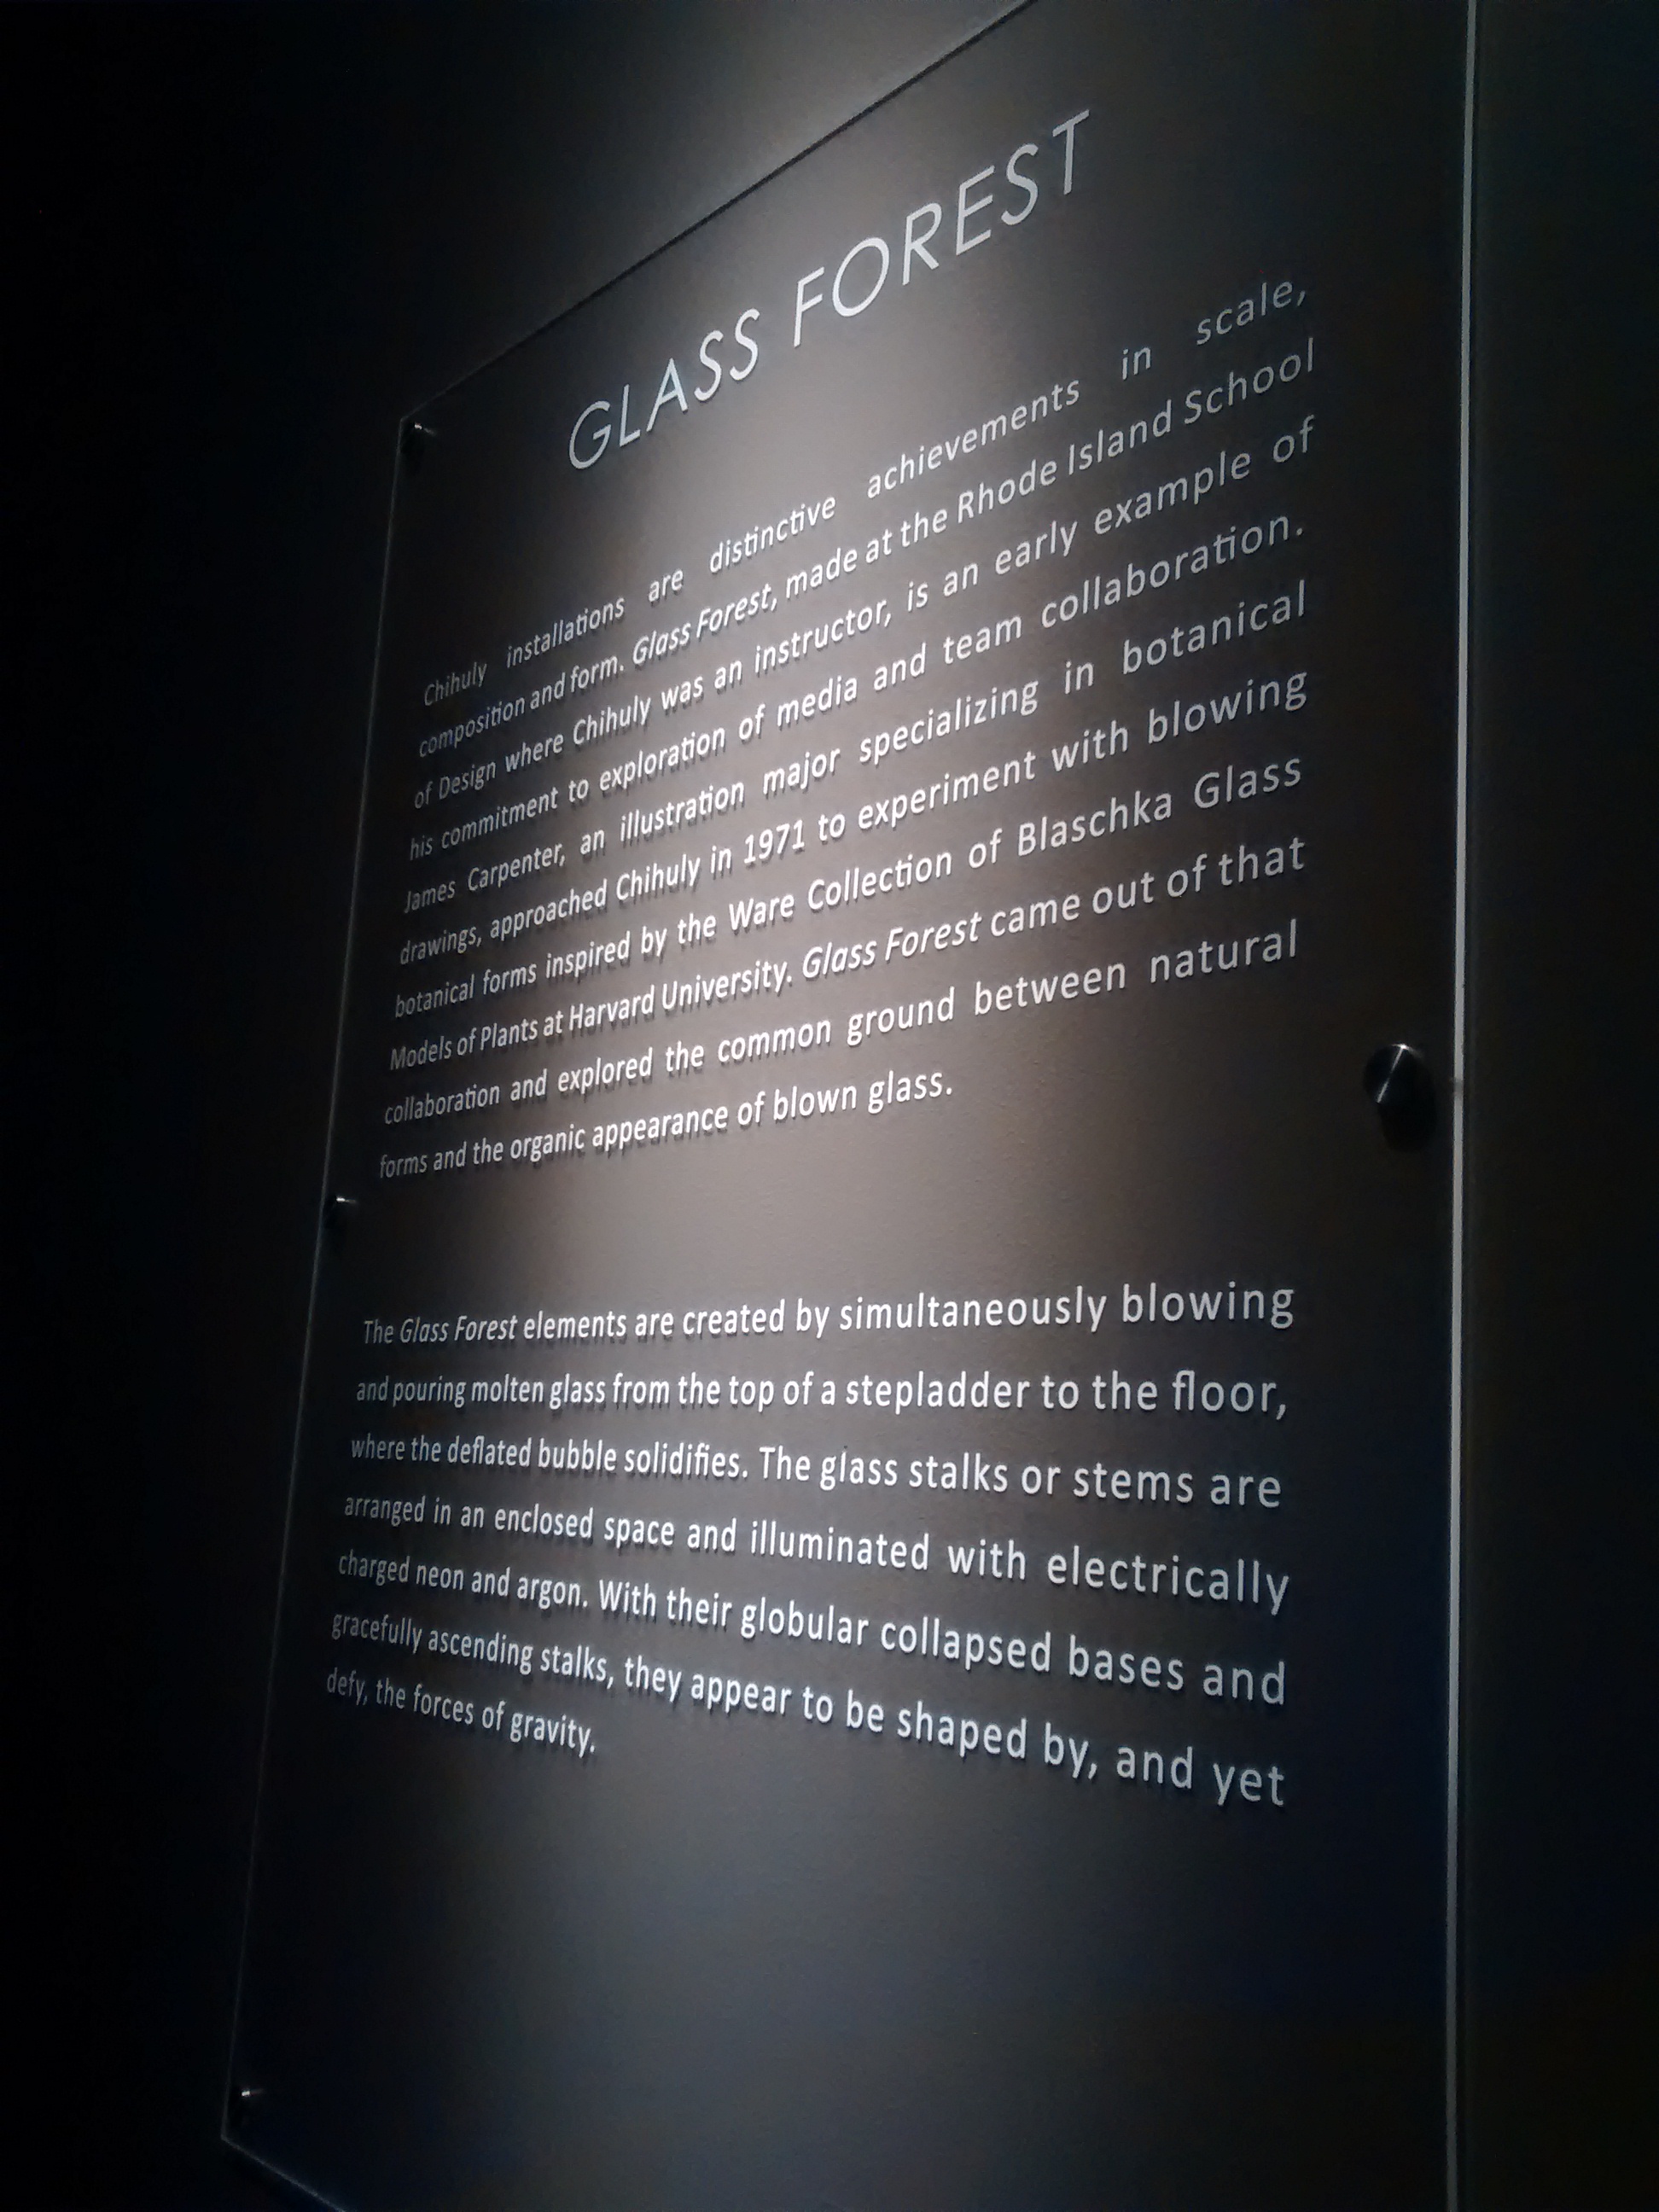 GLASS FOREST
Chihuly installations are distinctive achievements in scale,
composition and form. Glass Forest, made at the Rhode Island School
of Design where Chihuly was an instructor, is an early example of
his commitment to exploration of media and team collaboration.
James Carpenter, an illustration major specializing in botanical
drawings, approached Chihuly in 1971 to experiment with blowing
botanical forms inspired by the Ware Collection of Blaschka Glass
Models of Plants at Harvard University. Glass Forest came out of that
collaboration and explored the common ground between natural
forms and the organic appearance of blown glass.
The Glass Forest elements are created by simultaneously blowing
and pouring molten glass from the top of a stepladder to the floor,
where the deflated bubble solidifies. The glass stalks or stems are
arranged in an enclosed space and illuminated with electrically
charged neon and argon. With their globular collapsed bases and
gracefully ascending stalks, they appear to be shaped by, and yet
defy, the forces of gravity.